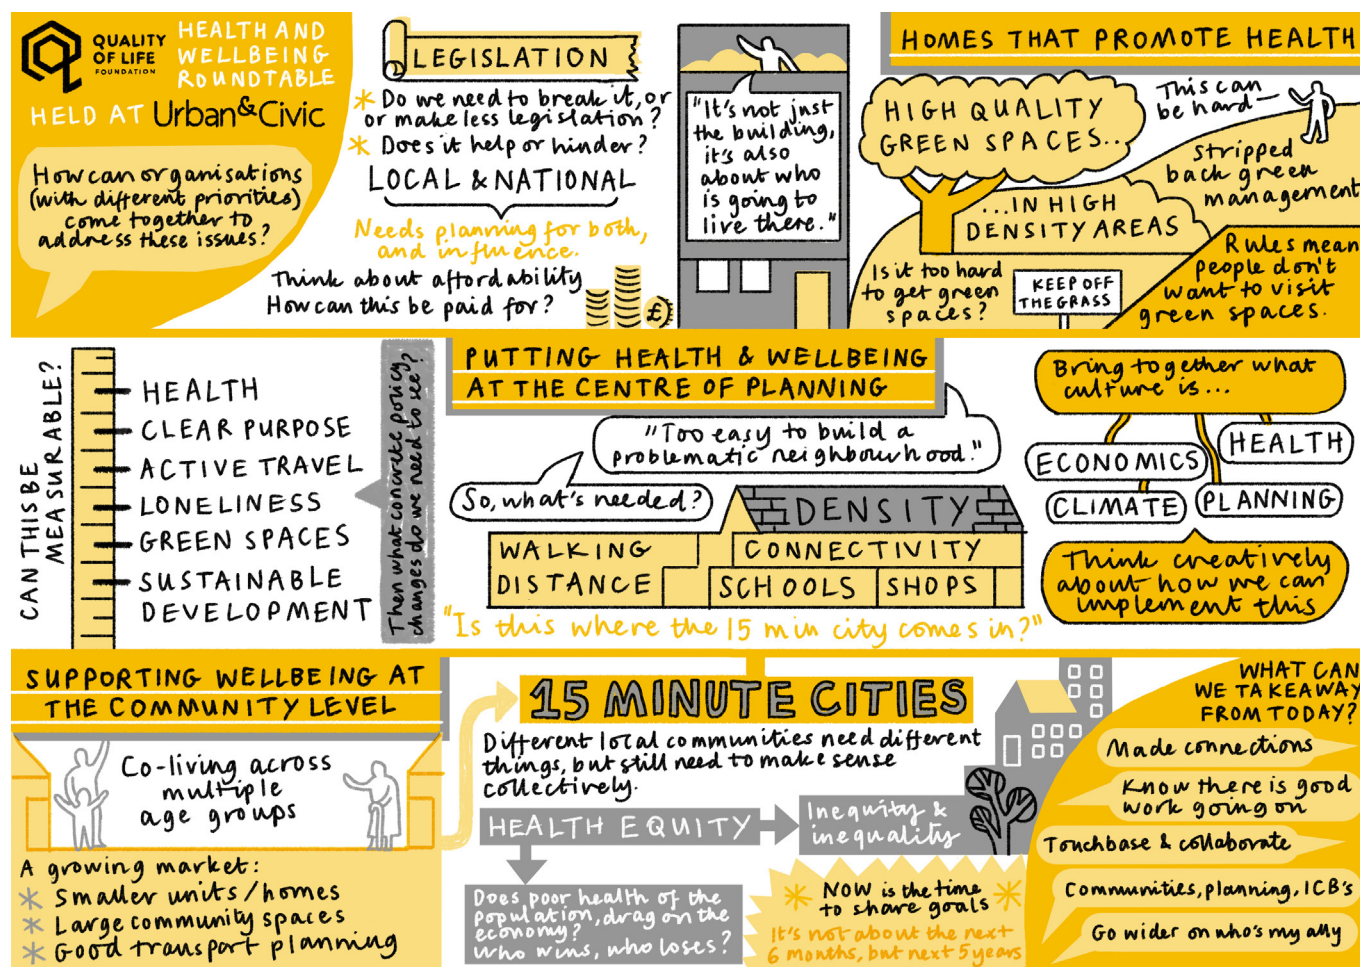 QUALITY
OF LIFE
FOUNDATION
HEALTH AND
WELLBEING
ROUNDTABLE
HELD AT Urban&Civic
How can organisations
(with different priorities)
come together to
address these issues?
LEGISLATION
* Do we need to break it, or
or make less legislation?
* Does it help or hinder?
LOCAL & NATIONAL
Needs planning for both,
and influence.
Think about affordability
How can this be paid for?
£
"It's not just
the building,
it's also
about who
is going to
live there."
HOMES THAT PROMOTE HEALTH
HIGH QUALITY
GREEN SPACES...
...IN HIGH
DENSITY AREAS
This can
be hard
Stripped
back green
management
Is it too hard
to get green
spaces?
KEEP OFF
THE GRASS
Rules mean
people don't
want to visit
green spaces.
CAN THIS BE
MEASURABLE?
HEALTH
CLEAR PURPOSE
ACTIVE TRAVEL
LONELINESS
GREEN SPACES
SUSTAINABLE
DEVELOPMENT
Then what concrete policy
changes do we need to see?
PUTTING HEALTH & WELLBEING
AT THE CENTRE OF PLANNING
"Too easy to build a
problematic neighbourhood."
So, what's needed?
DENSITY
WALKING
DISTANCE
CONNECTIVITY
SCHOOLS
SHOPS
"Is this where the 15 min city comes in?"
Bring together what
culture is...
ECONOMICS
HEALTH
CLIMATE
PLANNING
Think creatively
about how we can
implement this
SUPPORTING WELLBEING AT
THE COMMUNITY LEVEL
Co-living across
multiple
age groups
A growing market:
* Smaller units/homes
* Large community spaces
* Good transport planning
15 MINUTE CITIES
Different local communities need different
things, but still need to make sense
collectively.
HEALTH EQUITY
Inequity &
inequality
Does poor health of the
population, drag on the
economy?
Who wins, who loses?
* NOW is the time *
to share goals
It's not about the next
6 months, but next 5 years
WHAT CAN
WE TAKEAWAY
FROM TODAY?
Made connections
Know there is good
work going on
Touchbase & collaborate
Communities, planning, ICB's
Go wider on who's my ally